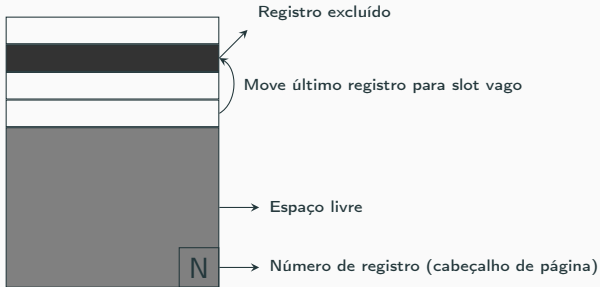 Registro excluído
Move último registro para slot vago
Espaço livre
N
Número de registro (cabeçalho de página)